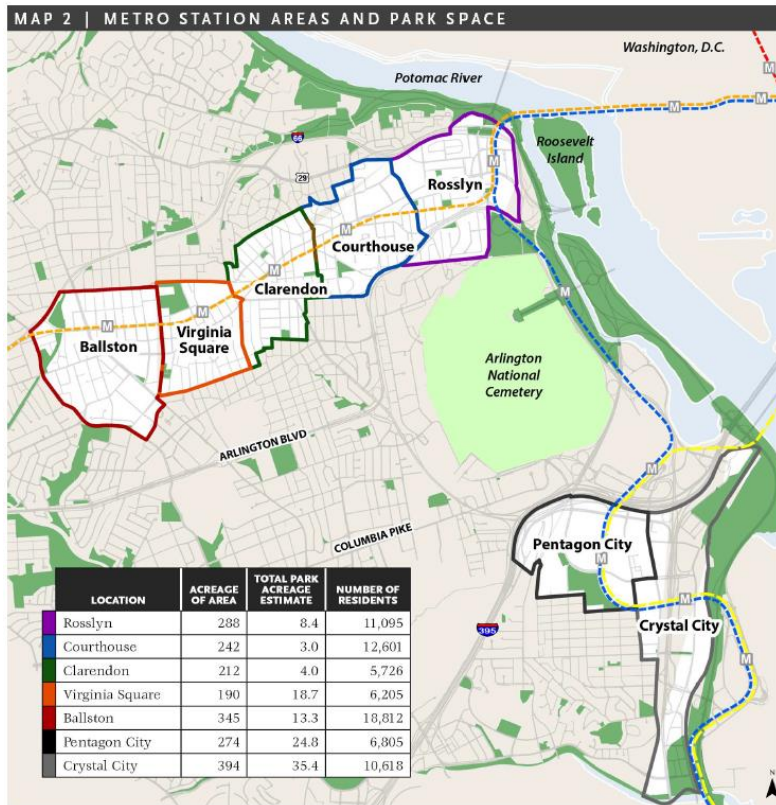 MAP 2 | METRO STATION AREAS AND PARK SPACE
Washington, D.C.
Potomac River
M
M
M
66
Roosevelt
Island
M
29
Rosslyn
M
Courthouse
M
Clarendon
M
M
Virginia
Square
M
Ballston
Arlington
National
Cemetery
ARLINGTON BLVD
M
COLUMBIA PIKE
Pentagon City
M
M
Crystal City
395
M
M
LOCATION | ACREAGE OF AREA | TOTAL PARK ACREAGE ESTIMATE | NUMBER OF RESIDENTS
Rosslyn 288 8.4 11,095
Courthouse 242 3.0 12,601
Clarendon 212 4.0 5,726
Virginia Square 190 18.7 6,205
Ballston 345 13.3 18,812
Pentagon City 274 24.8 6,805
Crystal City 394 35.4 10,618
N